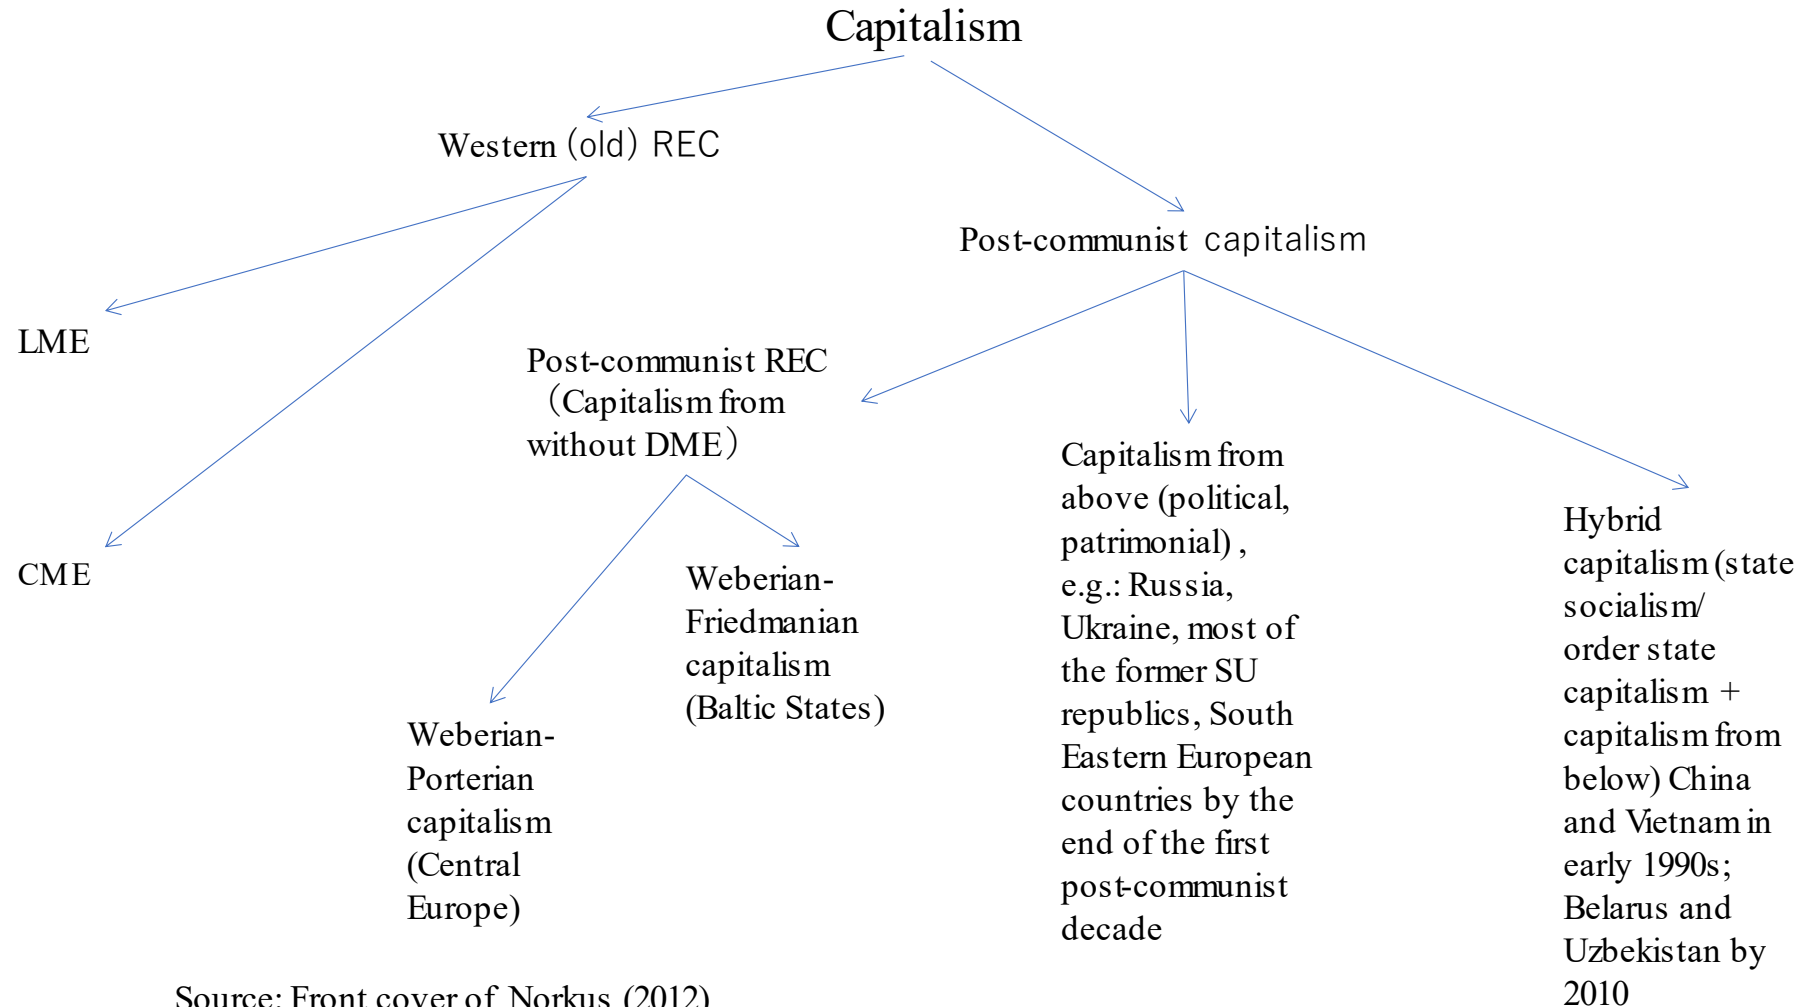 Capitalism
Western (old) REC
Post-communist capitalism
LME
CME
Post-communist REC
（Capitalism from
without DME）
Weberian-
Friedmanian
capitalism
(Baltic States)
Weberian-
Porterian
capitalism
(Central
Europe)
Capitalism from
above (political,
patrimonial) ,
e.g.: Russia,
Ukraine, most of
the former SU
republics, South
Eastern European
countries by the
end of the first
post-communist
decade
Hybrid
capitalism (state
socialism/
order state
capitalism +
capitalism from
below) China
and Vietnam in
early 1990s;
Belarus and
Uzbekistan by
2010
Source: Front cover of Norkus (2012)